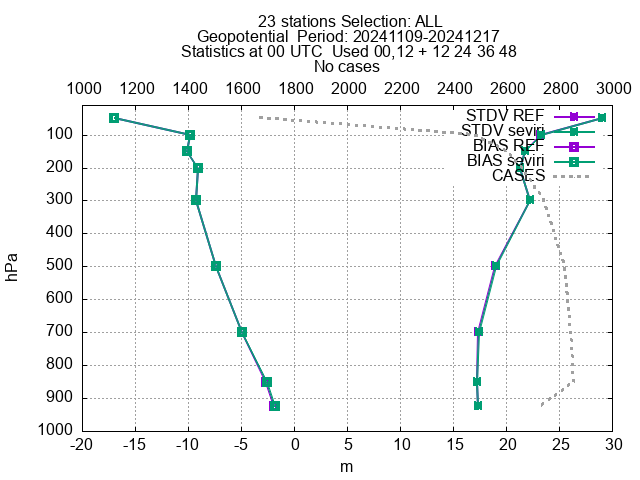 23 stations Selection: ALL
Geopotential  Period: 20241109-20241217
Statistics at 00 UTC  Used 00,12 + 12 24 36 48
No cases
1000 1200 1400 1600 1800 2000 2200 2400 2600 2800 3000
STDV REF
STDV seviri
BIAS REF
BIAS seviri
CASES
100
200
300
400
500
600
700
800
900
1000
hPa
-20 -15 -10 -5 0 5 10 15 20 25 30
m